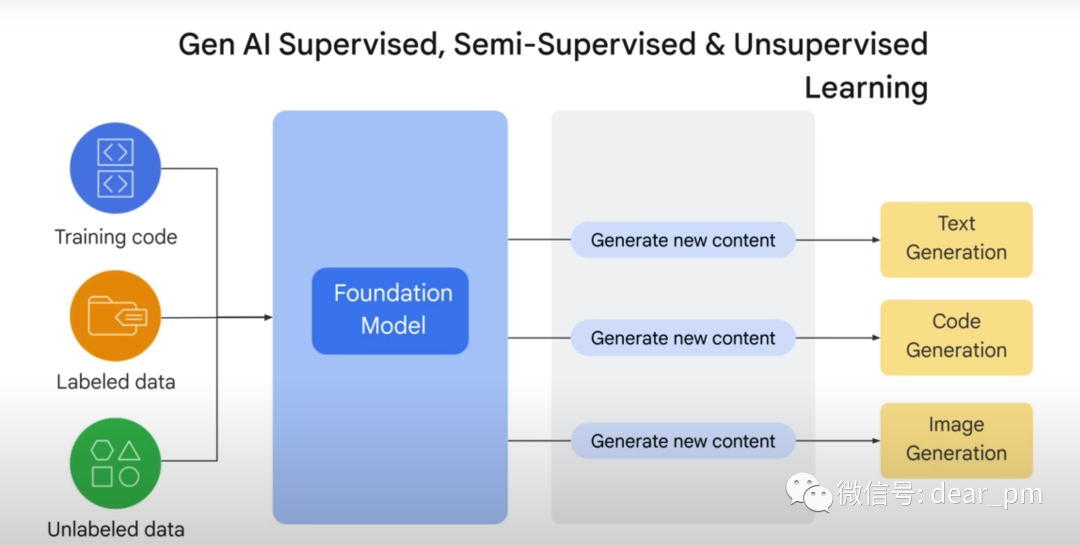 Gen AI Supervised, Semi-Supervised & Unsupervised
Learning
Training code
Labeled data
Unlabeled data
Foundation
Model
Generate new content
Generate new content
Generate new content
Text
Generation
Code
Generation
Image
Generation
微信号: dear_pm